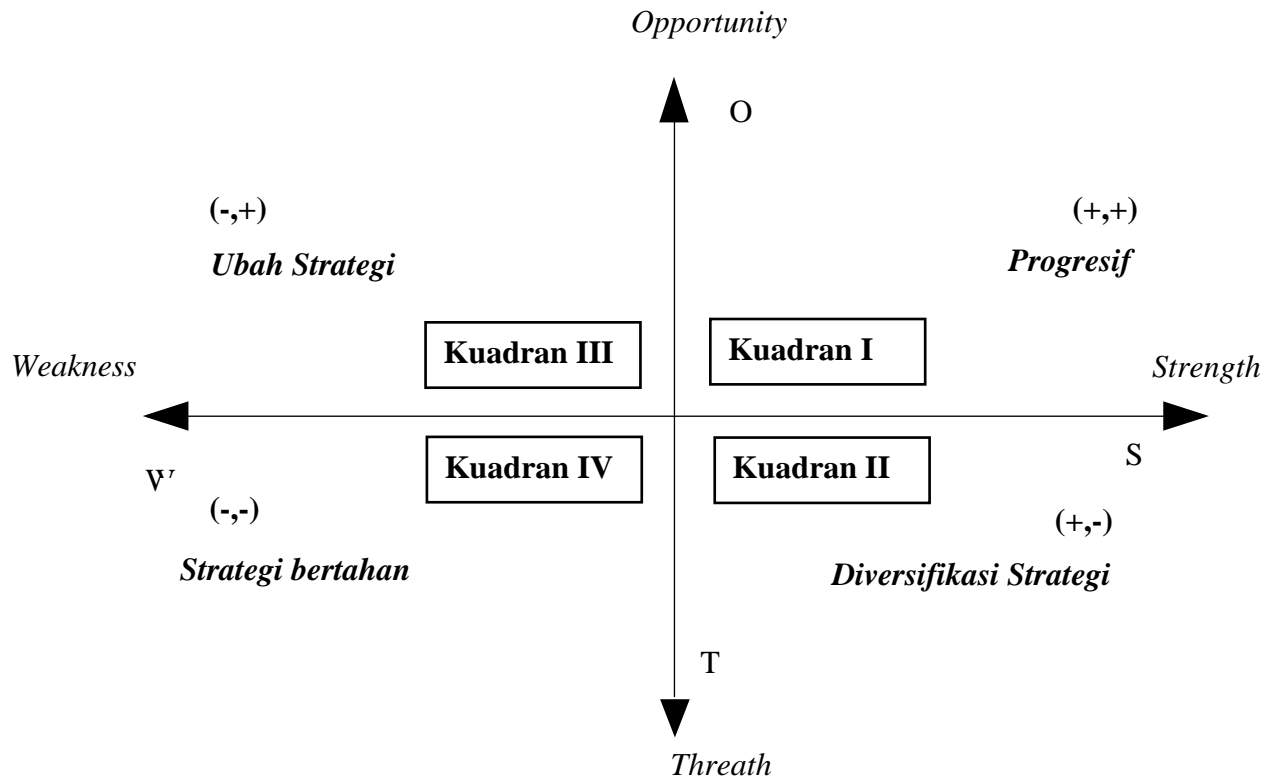 Opportunity
O
(-,+)
(+,+)
Ubah Strategi
Progresif
Kuadran III
Kuadran I
Weakness
Strength
Kuadran IV
Kuadran II
S
W
(-,-)
(+,-)
Strategi bertahan
Diversifikasi Strategi
T
Threath